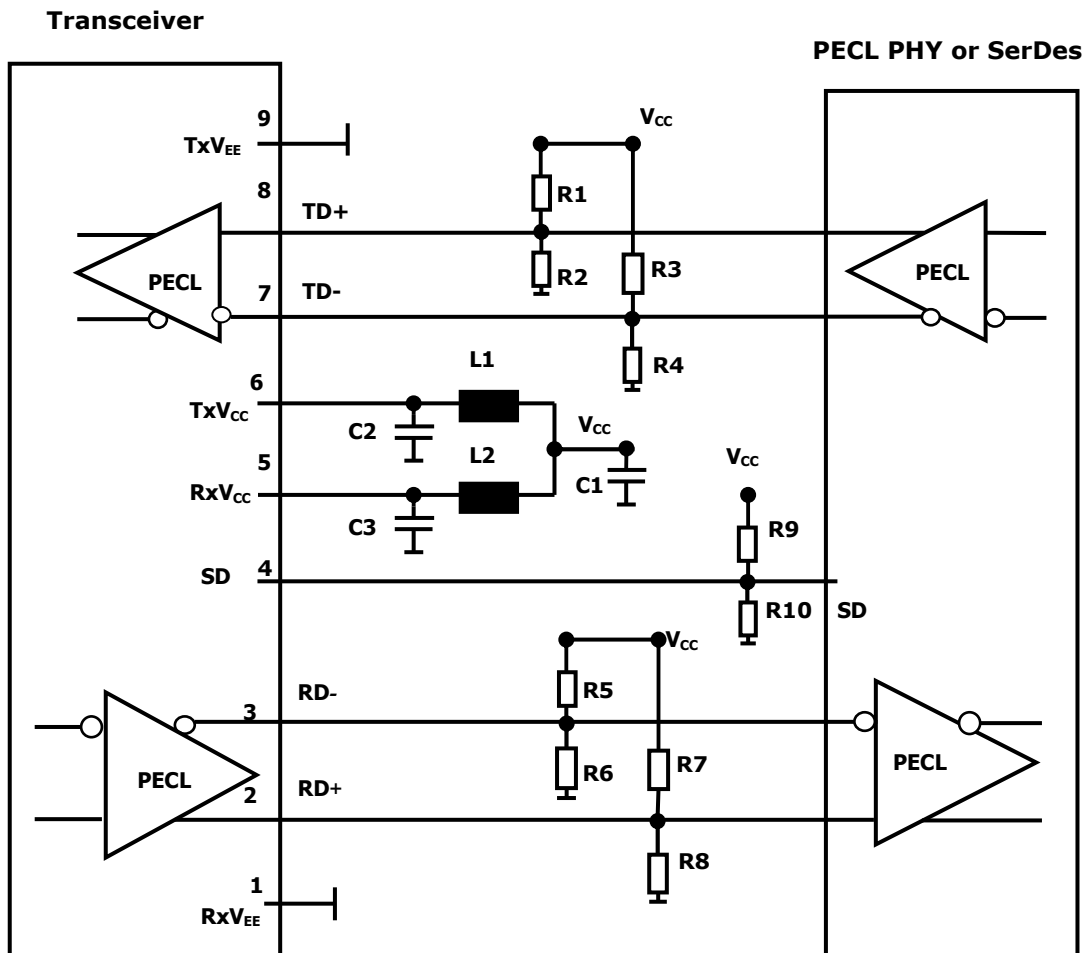 Transceiver
PECL PHY or SerDes
9
TxVEE
VCC
8
TD+
R1
PECL
R2
R3
PECL
7
TD-
R4
L1
6
TxVCC
C2
VCC
5
L2
VCC
RxVCC
C3
C1
R9
SD
4
R10
SD
VCC
RD-
3
R5
PECL
R6
R7
PECL
2
RD+
R8
1
RxVEE